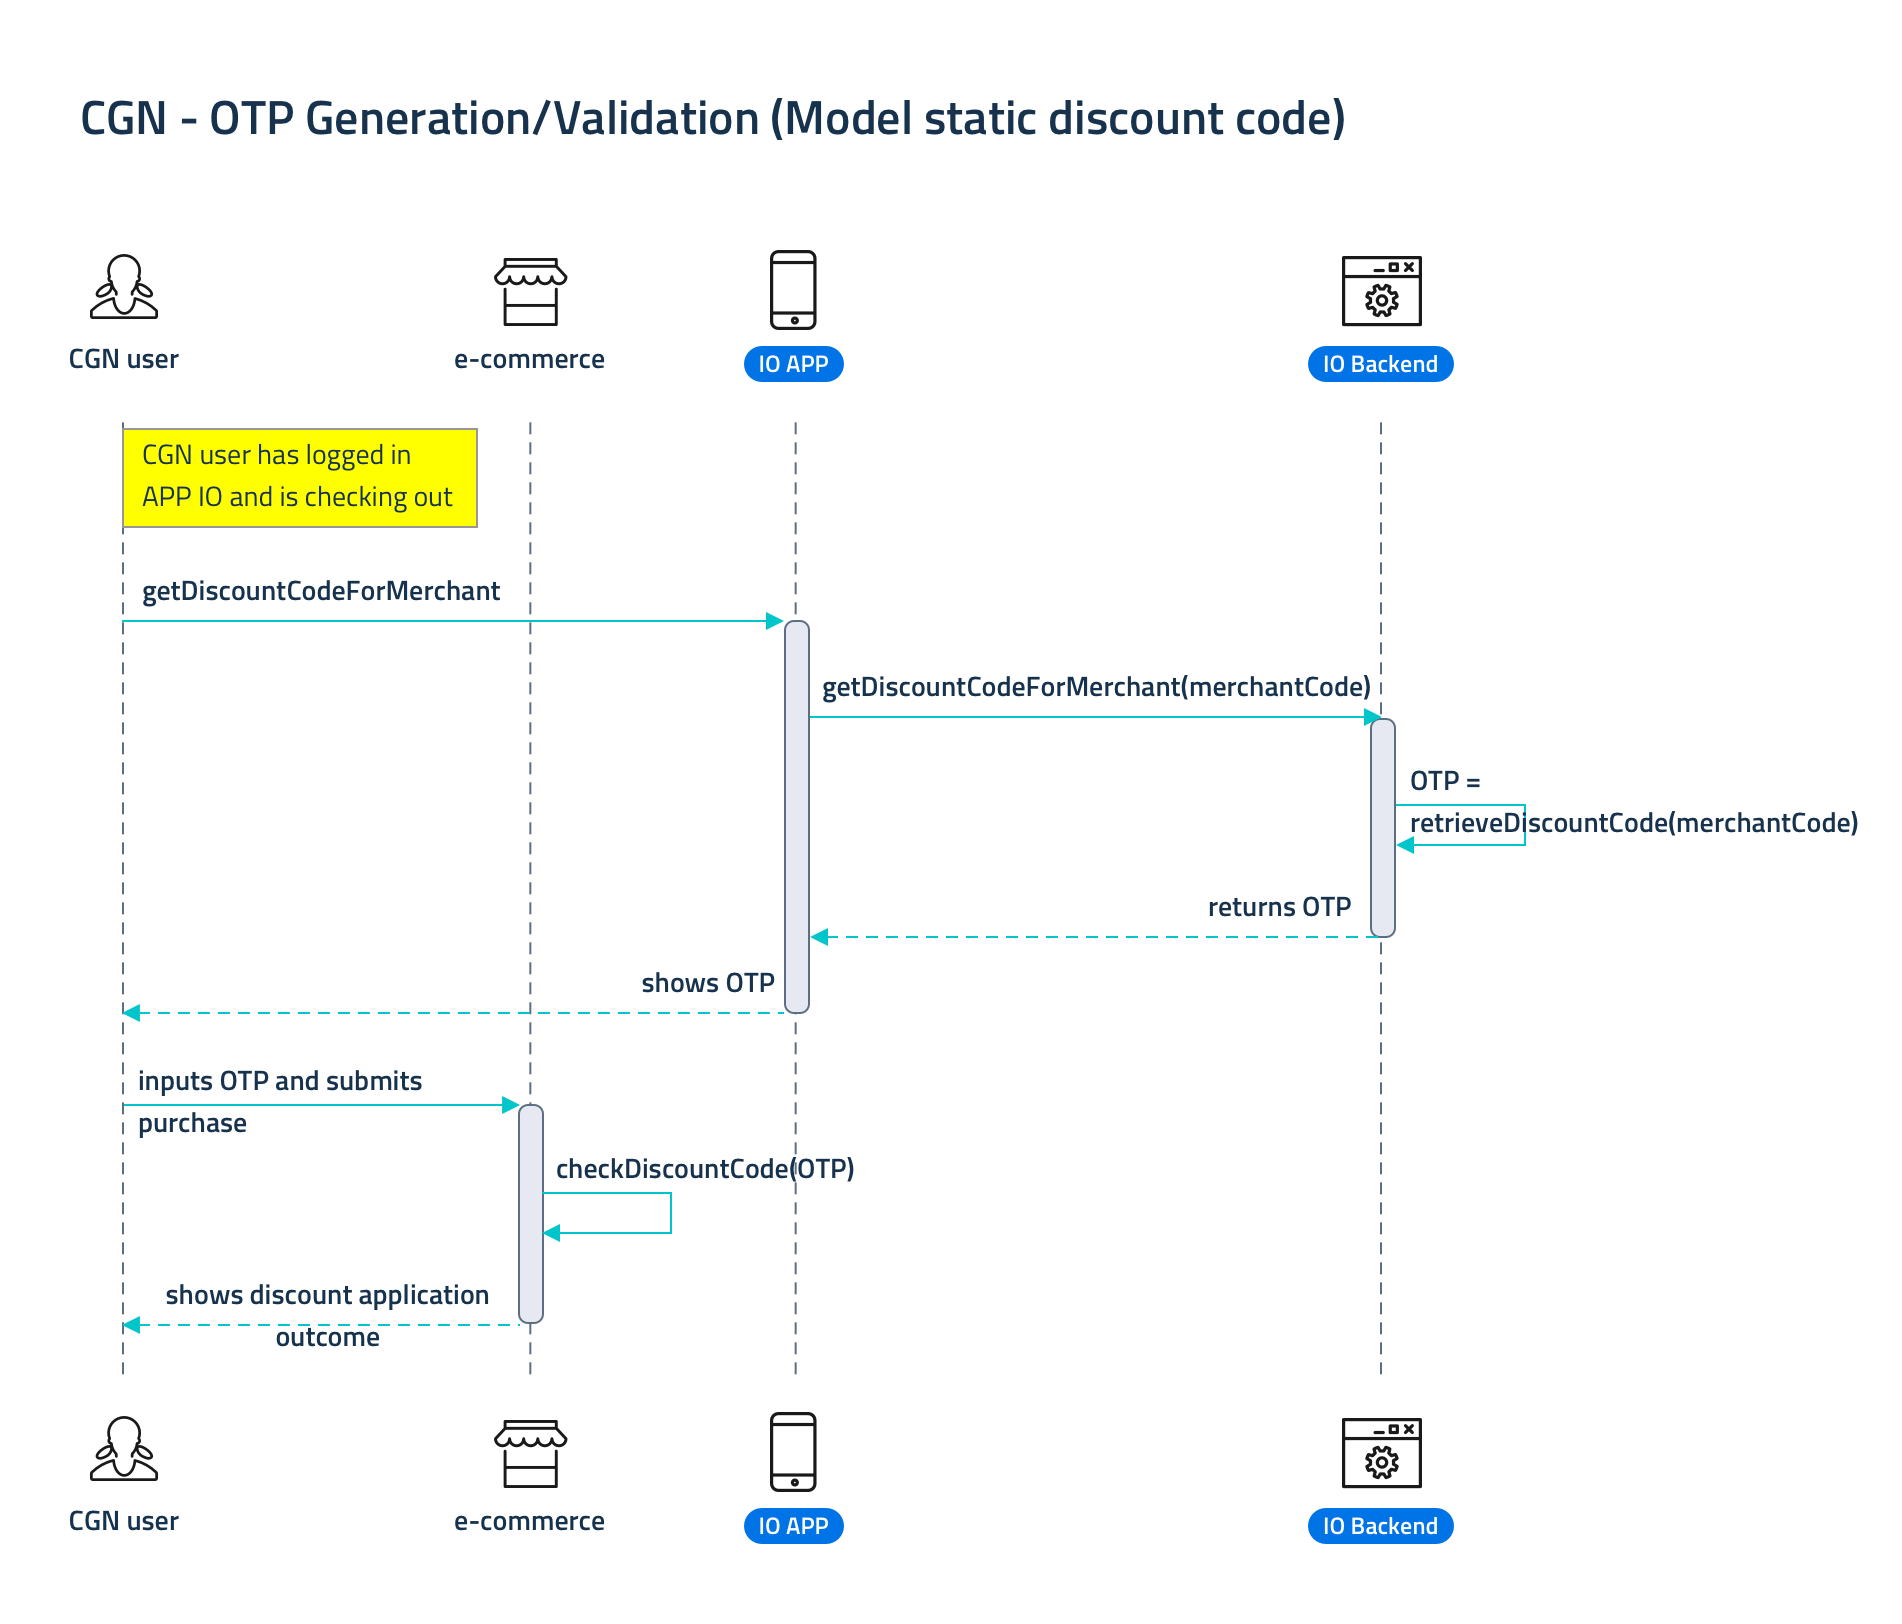 CGN - OTP Generation/Validation (Model static discount code)
CGN user
e-commerce
IO APP
IO Backend
CGN user has logged in
APP IO and is checking out
getDiscountCodeForMerchant
getDiscountCodeForMerchant(merchantCode)
OTP =
retrieveDiscountCode(merchantCode)
returns OTP
shows OTP
inputs OTP and submits
purchase
checkDiscountCode(OTP)
shows discount application
outcome
CGN user
e-commerce
IO APP
IO Backend